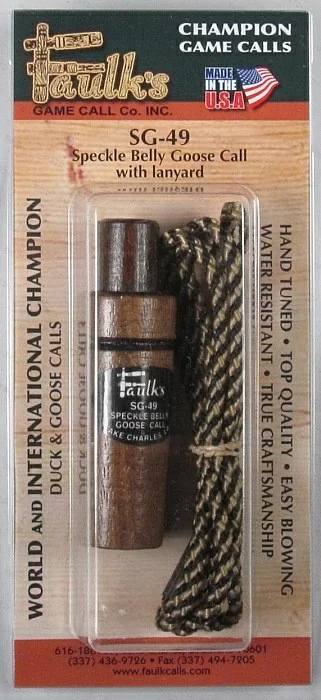 CHAMPION
GAME CALLS
Faulk's
GAME CALL Co. INC.
MADE
IN THE
U.S.A
SG-49
Speckle Belly Goose Call
with lanyard
WORLD AND INTERNATIONAL CHAMPION
DUCK & GOOSE CALLS
HAND TUNED • TOP QUALITY • EASY BLOWING
WATER RESISTANT • TRUE CRAFTSMANSHIP
Faulk's
SG-49
SPECKLE BELLY
GOOSE CALL
(337) 436-9726 • Fax (337) 494-7205
www.faulkcalls.com